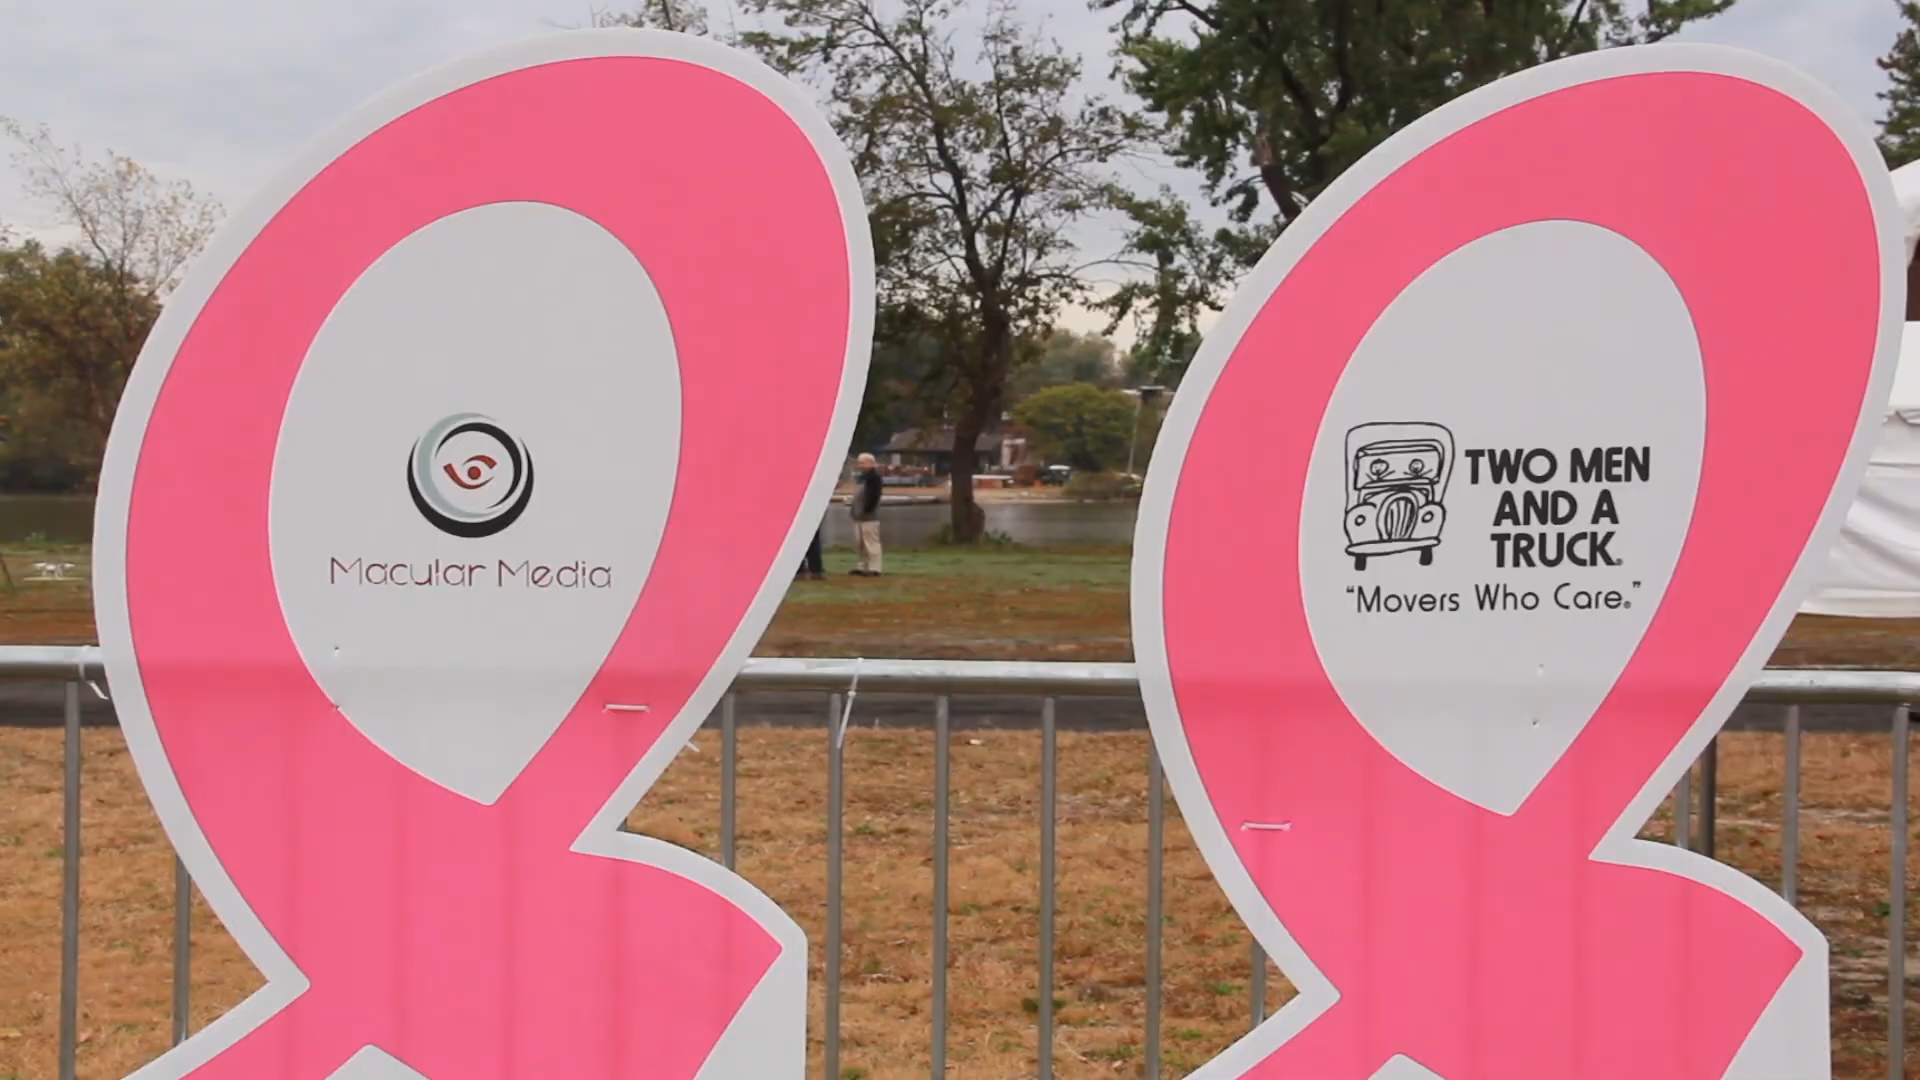 Macular Media
TWO MEN
AND A
TRUCK®
"Movers Who Care®"